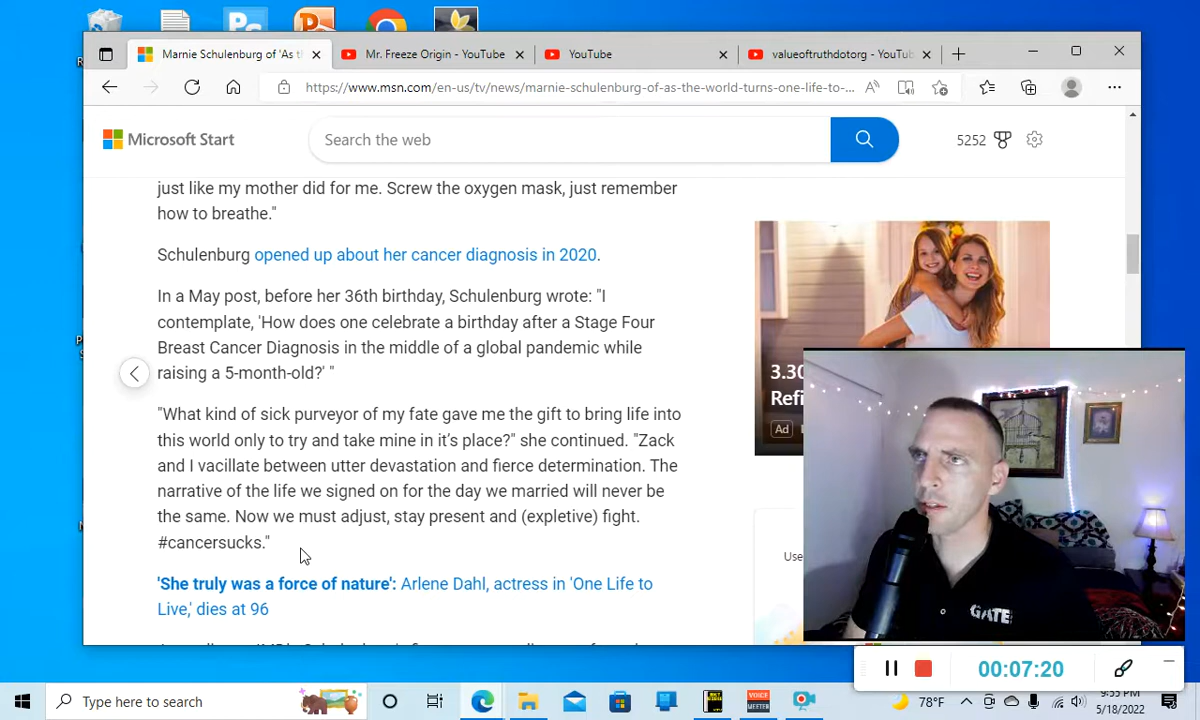 Marnie Schulenburg of 'As th
Mr. Freeze Origin - YouTube
YouTube
valueoftruthdotorg - YouTub
https://www.msn.com/en-us/tv/news/marnie-schulenburg-of-as-the-world-turns-one-life-to-...
Microsoft Start
Search the web
5252
just like my mother did for me. Screw the oxygen mask, just remember
how to breathe."
Schulenburg opened up about her cancer diagnosis in 2020.
In a May post, before her 36th birthday, Schulenburg wrote: "I
contemplate, 'How does one celebrate a birthday after a Stage Four
Breast Cancer Diagnosis in the middle of a global pandemic while
raising a 5-month-old?' "
"What kind of sick purveyor of my fate gave me the gift to bring life into
this world only to try and take mine in it's place?" she continued. "Zack
and I vacillate between utter devastation and fierce determination. The
narrative of the life we signed on for the day we married will never be
the same. Now we must adjust, stay present and (expletive) fight.
#cancersucks."
'She truly was a force of nature': Arlene Dahl, actress in 'One Life to
Live,' dies at 96
3.30
Refi
Ad
Use
GATE
00:07:20
Type here to search
78°F
9:55 PM
5/18/2022